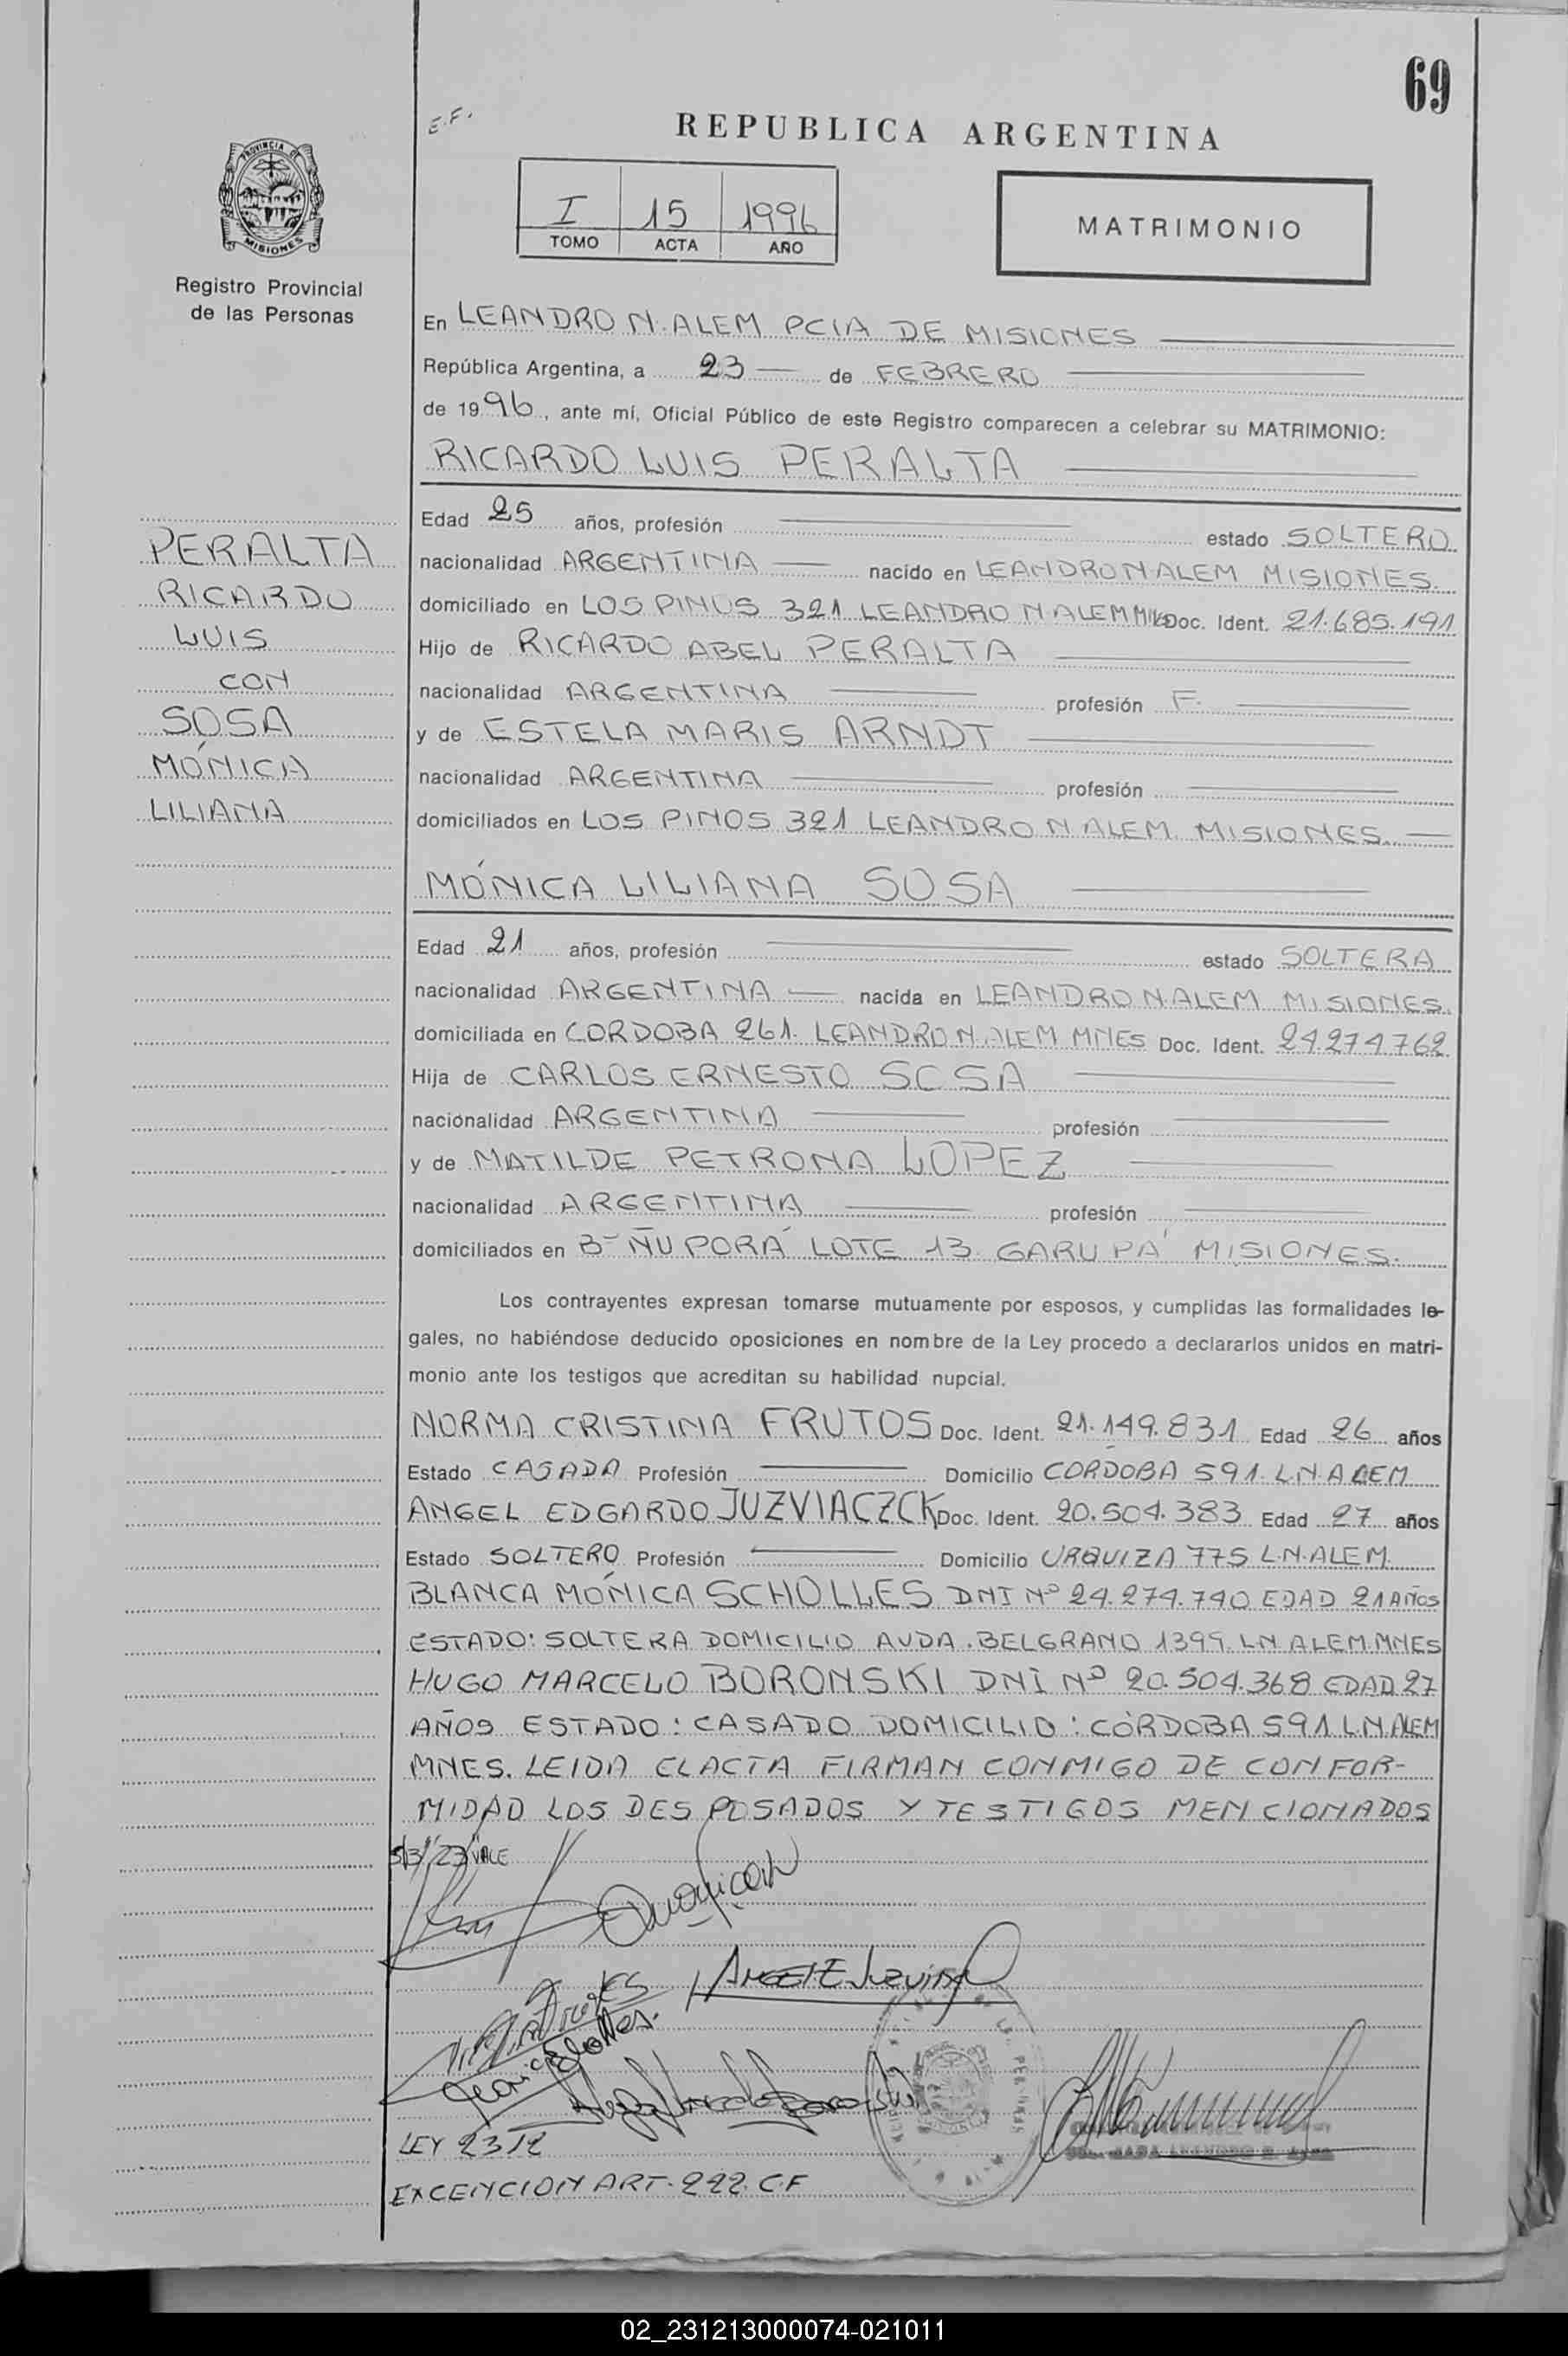 69
E.F.
REPUBLICA ARGENTINA
PROVINCIA DE
MISIONES
I 15 1996
TOMO ACTA AÑO
MATRIMONIO
Registro Provincial
de las Personas
En LEANDRO N. ALEM PCIA DE MISIONES
República Argentina, a 23 de FEBRERO
de 1996, ante mí, Oficial Público de este Registro comparecen a celebrar su MATRIMONIO:
RICARDO LUIS PERALTA
Edad 25 años, profesión estado SOLTERO
nacionalidad ARGENTINA nacido en LEANDRO N ALEM MISIONES.
domiciliado en LOS PINOS 321 LEANDRO N. ALEM Doc. Ident. 21.685.191
Hijo de RICARDO ABEL PERALTA
nacionalidad ARGENTINA profesión F.
y de ESTELA MARIS ARNDT
nacionalidad ARGENTINA profesión
domiciliados en LOS PINOS 321 LEANDRO N ALEM MISIONES.
PERALTA
RICARDO
LUIS
CON
SOSA
MÓNICA
LILIANA
MÓNICA LILIANA SOSA
Edad 21 años, profesión estado SOLTERA
nacionalidad ARGENTINA nacida en LEANDRO N. ALEM MISIONES.
domiciliada en CORDOBA 261. LEANDRO N. ALEM MNES Doc. Ident. 24.274.762
Hija de CARLOS ERNESTO SOSA
nacionalidad ARGENTINA profesión
y de MATILDE PETRONA LOPEZ
nacionalidad ARGENTINA profesión
domiciliados en Bº ÑU PORÁ LOTE 13 GARUPÁ MISIONES.
Los contrayentes expresan tomarse mutuamente por esposos, y cumplidas las formalidades le-
gales, no habiéndose deducido oposiciones en nombre de la Ley procedo a declararlos unidos en matri-
monio ante los testigos que acreditan su habilidad nupcial.
NORMA CRISTINA FRUTOS Doc. Ident. 21.149.831 Edad 26 años
Estado CASADA Profesión Domicilio CORDOBA 591. L.N. ALEM
ANGEL EDGARDO JUZVIACZCK Doc. Ident. 20.504.383 Edad 27 años
Estado SOLTERO Profesión Domicilio URQUIZA 775 L.N. ALEM
BLANCA MÓNICA SCHOLLES DNI Nº 24.274.740 EDAD 21 AÑOS
ESTADO: SOLTERA DOMICILIO AVDA. BELGRANO 1399 L.N ALEM. MNES
HUGO MARCELO BORONSKI DNI Nº 20.504.368 EDAD 27
AÑOS ESTADO: CASADO DOMICILIO: CÓRDOBA 591 L.N. ALEM
MNES. LEIDA EL ACTA FIRMAN CONMIGO DE CONFOR-
MIDAD LOS DESPOSADOS Y TESTIGOS MENCIONADOS
S/B "23" VALE
LEY
EXCENCION ART. 222. C.F
02_231213000074-021011